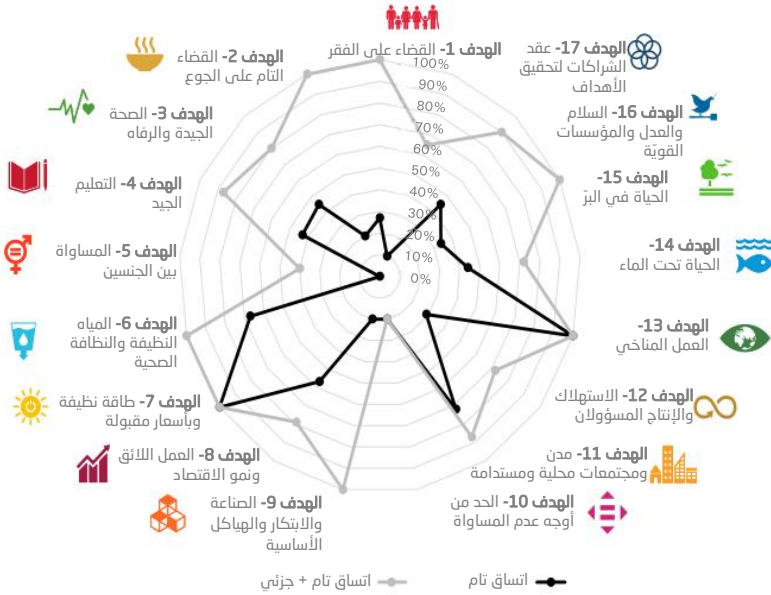 الهدف 1- القضاء على الفقر
الهدف 2- القضاء
التام على الجوع
الهدف 3- الصحة
الجيدة والرفاه
الهدف 4- التعليم
الجيد
الهدف 5- المساواة
بين الجنسين
الهدف 6- المياه
النظيفة والنظافة
الصحية
الهدف 7- طاقة نظيفة
وبأسعار مقبولة
الهدف 8- العمل اللائق
ونمو الاقتصاد
الهدف 9- الصناعة
والابتكار والهياكل
الأساسية
الهدف 10- الحد من
أوجه عدم المساواة
الهدف 11- مدن
ومجتمعات محلية ومستدامة
الهدف 12- الاستهلاك
والإنتاج المسؤولان
الهدف 13-
العمل المناخي
الهدف 14-
الحياة تحت الماء
الهدف 15-
الحياة في البرّ
الهدف 16- السلام
والعدل والمؤسسات
القويّة
الهدف 17- عقد
الشراكات لتحقيق
الأهداف
100%
90%
80%
70%
60%
50%
40%
30%
20%
10%
0%
اتساق تام
اتساق تام + جزئي